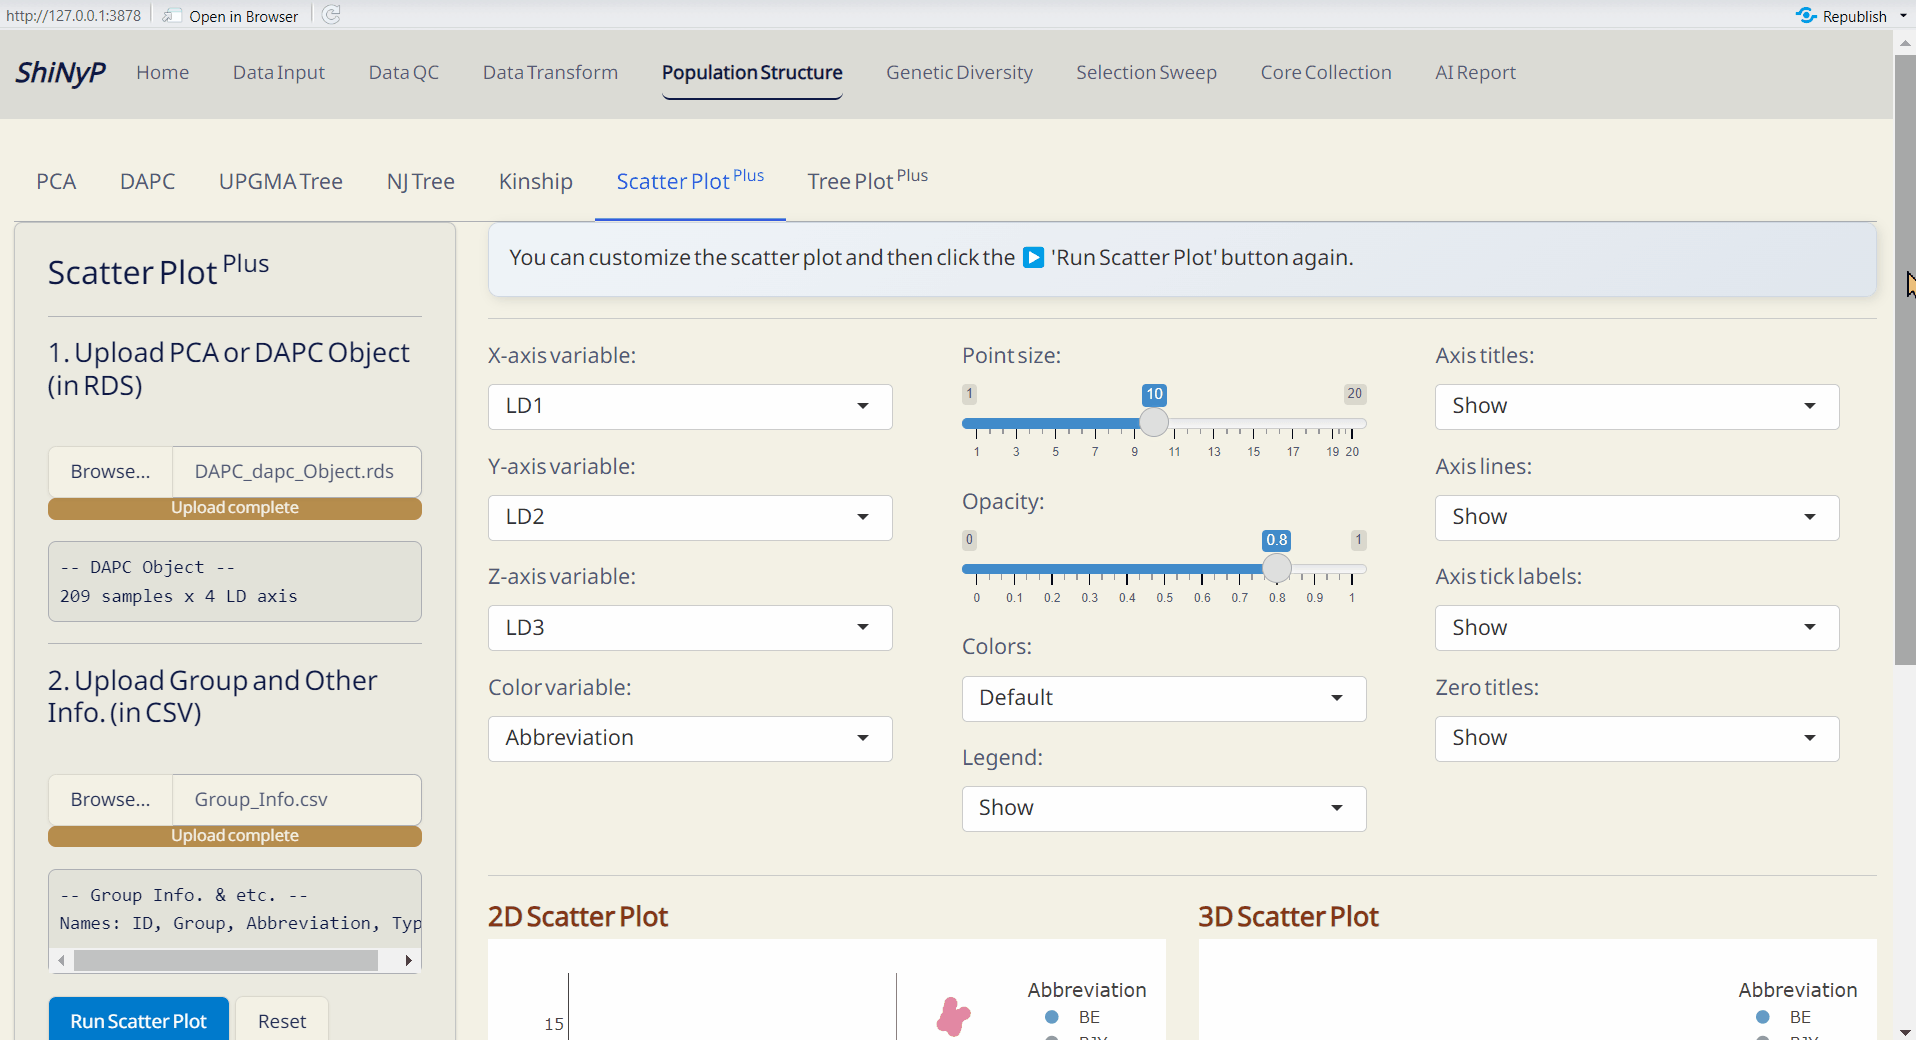 http://127.0.0.1:3878
Open in Browser
Republish
ShiNyP
Home
Data Input
Data QC
Data Transform
Population Structure
Genetic Diversity
Selection Sweep
Core Collection
AI Report
PCA
DAPC
UPGMA Tree
NJ Tree
Kinship
Scatter Plot Plus
Tree Plot Plus
Scatter Plot Plus
1. Upload PCA or DAPC Object
(in RDS)
Browse...
DAPC_dapc_Object.rds
Upload complete
-- DAPC Object --
209 samples x 4 LD axis
2. Upload Group and Other
Info. (in CSV)
Browse...
Group_Info.csv
Upload complete
-- Group Info. & etc. --
Names: ID, Group, Abbreviation, Typ
Run Scatter Plot
Reset
You can customize the scatter plot and then click the ▶ 'Run Scatter Plot' button again.
X-axis variable:
LD1
Y-axis variable:
LD2
Z-axis variable:
LD3
Color variable:
Abbreviation
Point size:
1
10
20
1 3 5 7 9 11 13 15 17 19 20
Opacity:
0
0.8
1
0 0.1 0.2 0.3 0.4 0.5 0.6 0.7 0.8 0.9 1
Colors:
Default
Legend:
Show
Axis titles:
Show
Axis lines:
Show
Axis tick labels:
Show
Zero titles:
Show
2D Scatter Plot
15
Abbreviation
BE
3D Scatter Plot
Abbreviation
BE